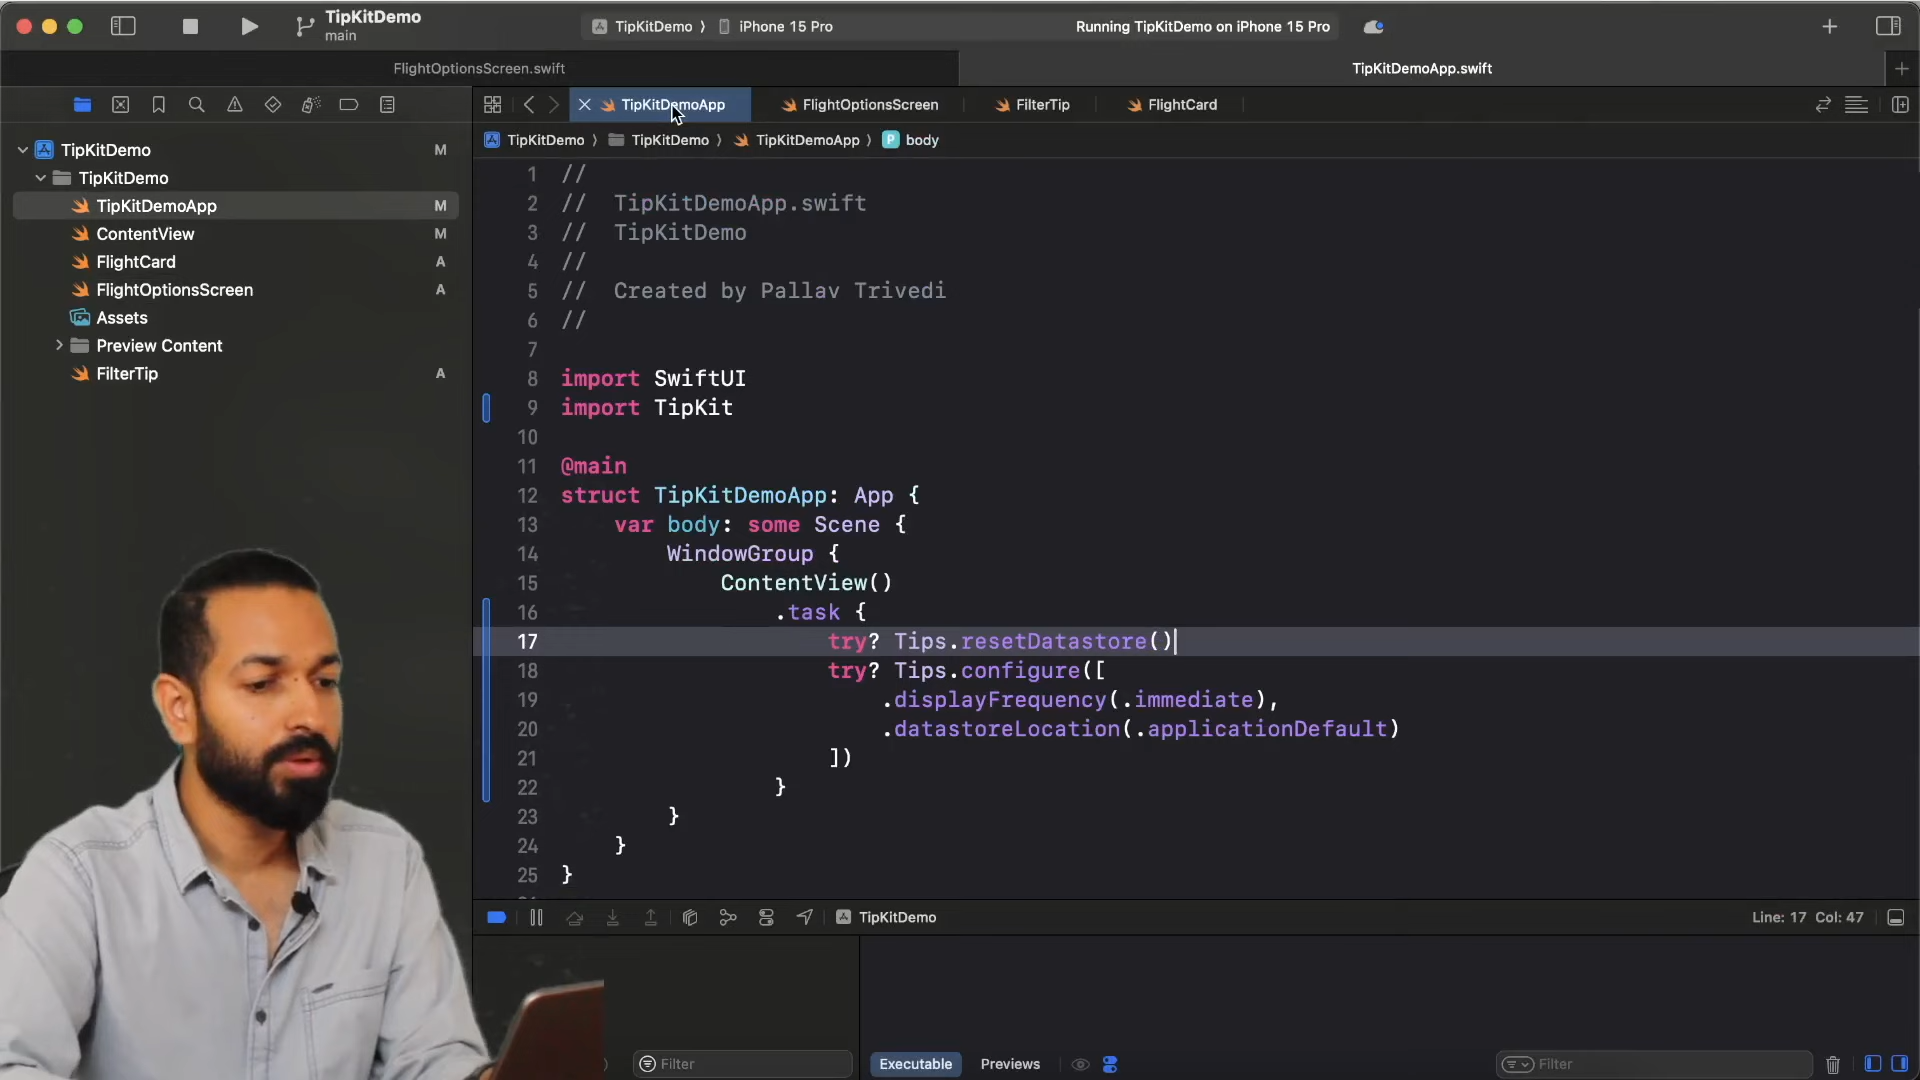 TipKitDemo
main
TipKitDemo 〉 iPhone 15 Pro
Running TipKitDemo on iPhone 15 Pro
FlightOptionsScreen.swift
TipKitDemoApp.swift
TipKitDemoApp
FlightOptionsScreen
FilterTip
FlightCard
TipKitDemo 〉 TipKitDemo 〉 TipKitDemoApp 〉 P body
TipKitDemo M
TipKitDemo
TipKitDemoApp M
ContentView M
FlightCard A
FlightOptionsScreen A
Assets
Preview Content
FilterTip A
1 //
2 //  TipKitDemoApp.swift
3 //  TipKitDemo
4 //
5 //  Created by Pallav Trivedi
6 //
7
8 import SwiftUI
9 import TipKit
10
11 @main
12 struct TipKitDemoApp: App {
13     var body: some Scene {
14         WindowGroup {
15             ContentView()
16                 .task {
17                     try? Tips.resetDatastore()
18                     try? Tips.configure([
19                         .displayFrequency(.immediate),
20                         .datastoreLocation(.applicationDefault)
21                     ])
22                 }
23         }
24     }
25 }
TipKitDemo
Line: 17 Col: 47
Filter
Executable
Previews
Filter